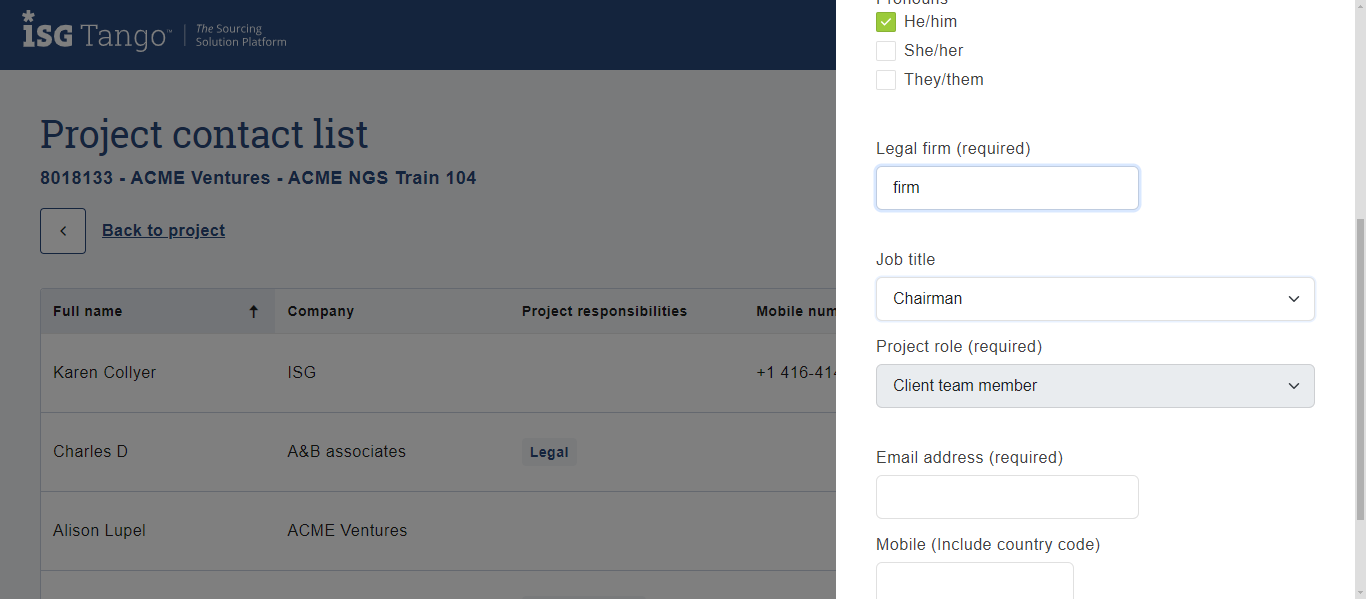 ISG Tango™
The Sourcing
Solution Platform
Project contact list
8018133 - ACME Ventures - ACME NGS Train 104
Back to project
Full name Company Project responsibilities Mobile num
Karen Collyer ISG +1 416-414
Charles D A&B associates Legal
Alison Lupel ACME Ventures
Pronouns
He/him
She/her
They/them
Legal firm (required)
firm
Job title
Chairman
Project role (required)
Client team member
Email address (required)
Mobile (Include country code)